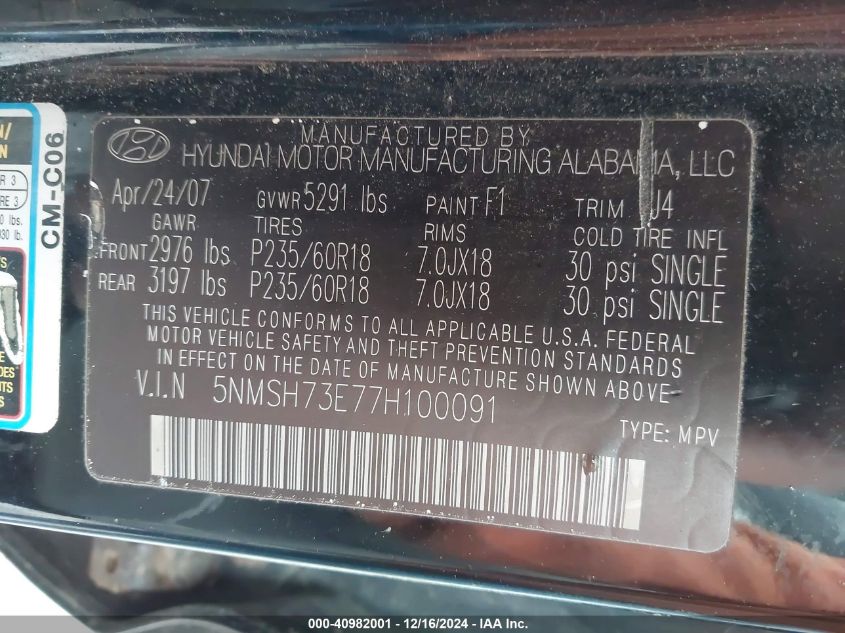 MANUFACTURED BY
HYUNDAI MOTOR MANUFACTURING ALABAMA, LLC
Apr/24/07 GVWR 5291 lbs PAINT F1 TRIM J4
GAWR TIRES RIMS COLD TIRE INFL
FRONT 2976 lbs P235/60R18 7.0JX18 30 psi SINGLE
REAR 3197 lbs P235/60R18 7.0JX18 30 psi SINGLE
THIS VEHICLE CONFORMS TO ALL APPLICABLE U.S.A. FEDERAL
MOTOR VEHICLE SAFETY AND THEFT PREVENTION STANDARDS
IN EFFECT ON THE DATE OF MANUFACTURE SHOWN ABOVE.
V.I.N 5NMSH73E77H100091
TYPE: MPV
CM-C06
000-40982001 - 12/16/2024 - IAA, Inc.